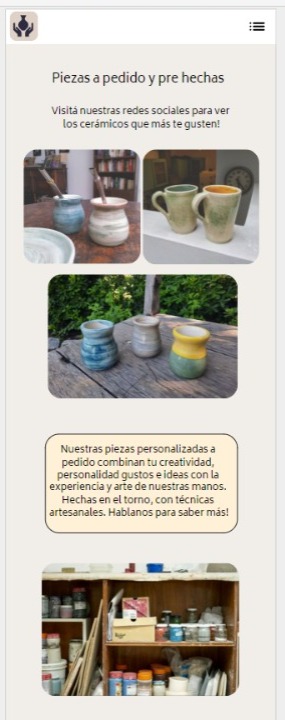 Piezas a pedido y pre hechas
Visitá nuestras redes sociales para ver
los cerámicos que más te gusten!
Nuestras piezas personalizadas a
pedido combinan tu creatividad,
personalidad gustos e ideas con la
experiencia y arte de nuestras manos.
Hechas en el torno, con técnicas
artesanales. Hablanos para saber más!